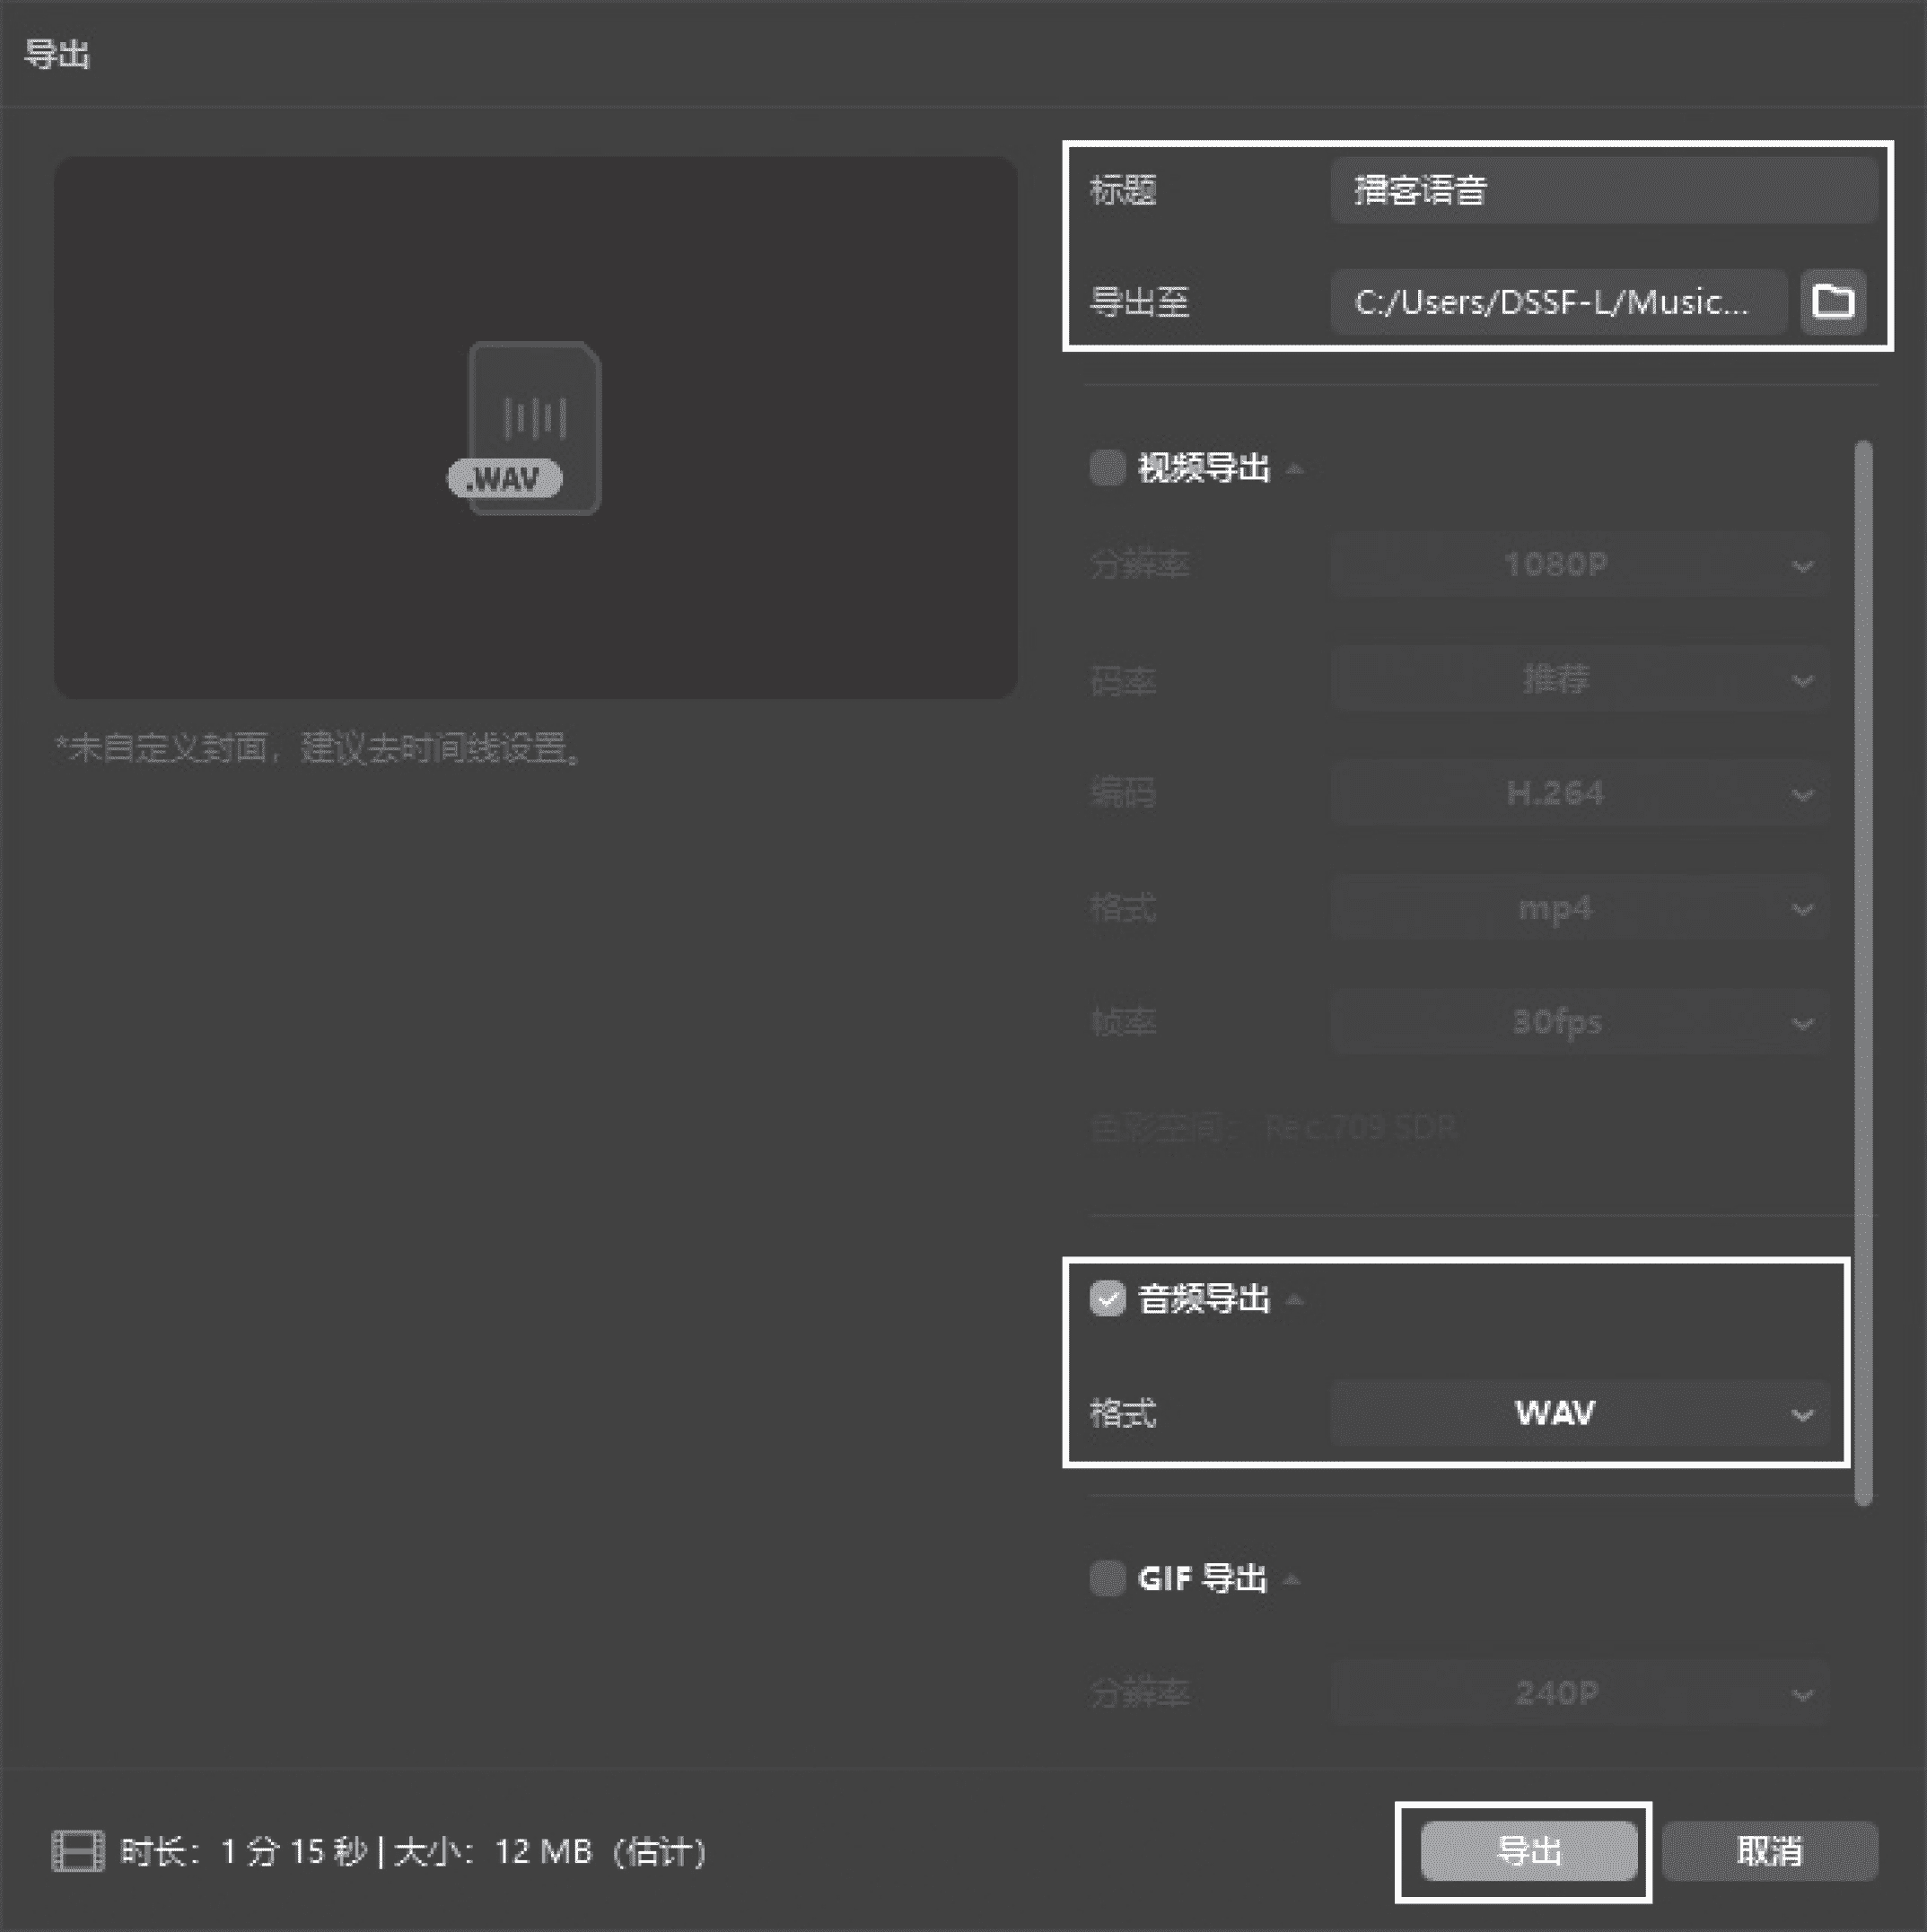 导出
.WAV
*未自定义封面，建议去时间线设置。
标题 播客语音
导出至 C:/Users/DSSF-L/Music...
视频导出
分辨率 1080P
码率 推荐
编码 H.264
格式 mp4
帧率 30fps
色彩空间： Rec.709 SDR
音频导出
格式 WAV
GIF 导出
分辨率 240P
时长：1 分 15 秒 | 大小：12 MB（估计）
导出 取消